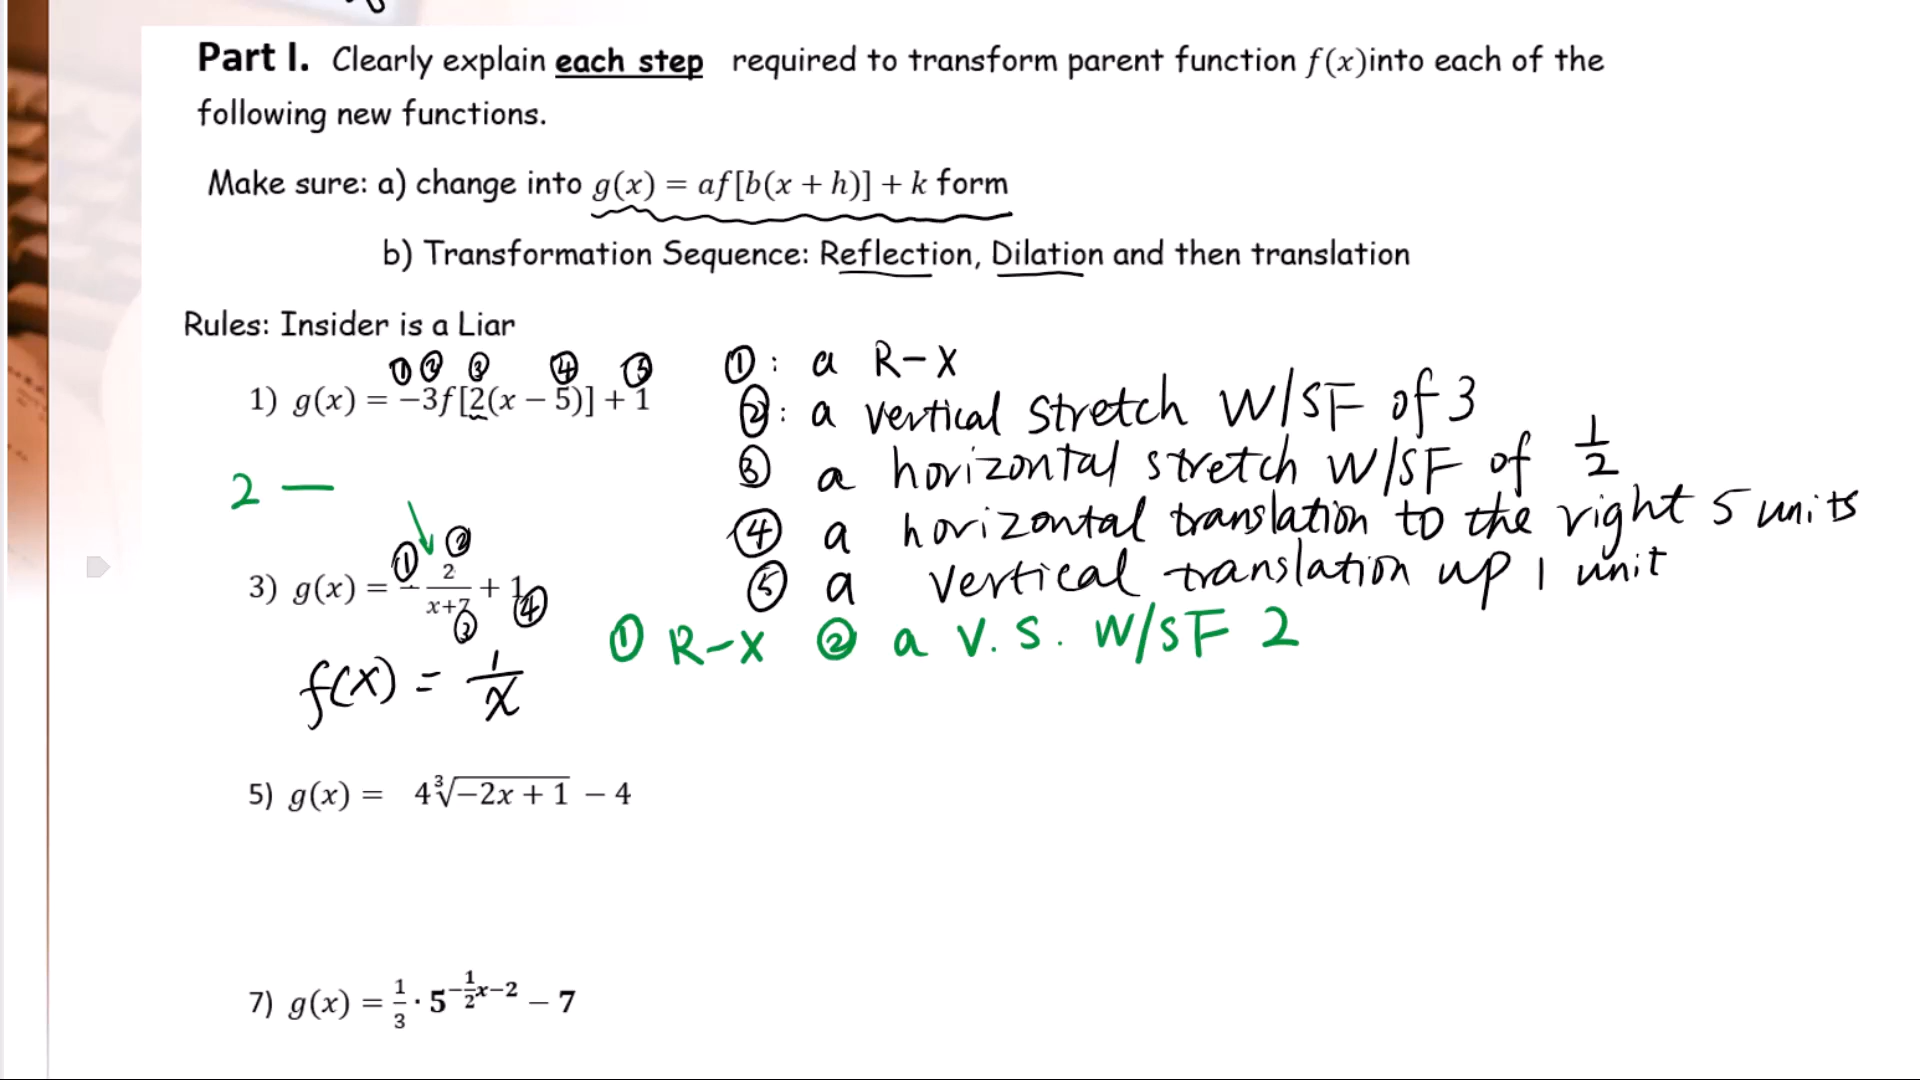 Part I. Clearly explain each step required to transform parent function f(x)into each of the
following new functions.
Make sure: a) change into g(x) = af[b(x + h)] + k form
b) Transformation Sequence: Reflection, Dilation and then translation
Rules: Insider is a Liar
① ② ③ ④ ⑤
1) g(x) = −3f[2(x − 5)] + 1
①: a R-X
②: a vertical stretch W/SF of 3
③ a horizontal stretch W/SF of 1/2
④ a horizontal translation to the right 5 units
⑤ a vertical translation up 1 unit
2 —
① ②
3) g(x) = − 2/(x+7) + 1
③ ④
① R-X ② a V.S. W/SF 2
f(x) = 1/x
5) g(x) = 4∛(−2x + 1) − 4
7) g(x) = 1/3 · 5^(−1/2 x−2) − 7